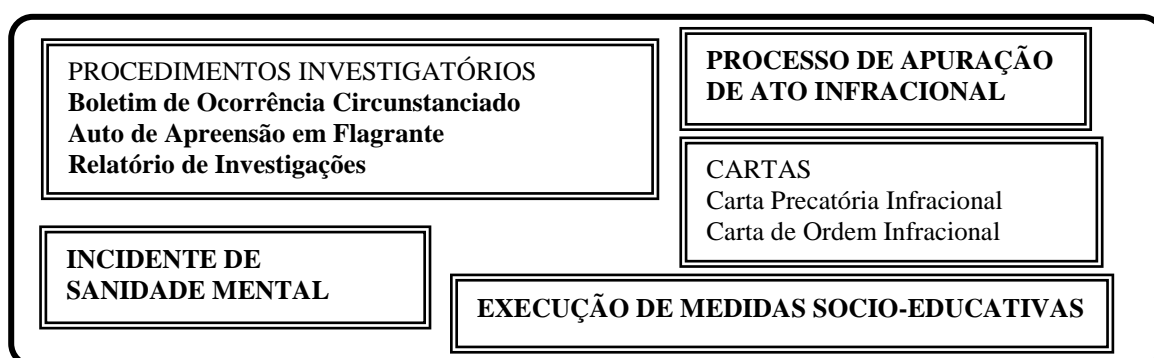 PROCEDIMENTOS INVESTIGATÓRIOS
Boletim de Ocorrência Circunstanciado
Auto de Apreensão em Flagrante
Relatório de Investigações
PROCESSO DE APURAÇÃO
DE ATO INFRACIONAL
CARTAS
Carta Precatória Infracional
Carta de Ordem Infracional
INCIDENTE DE
SANIDADE MENTAL
EXECUÇÃO DE MEDIDAS SOCIO-EDUCATIVAS